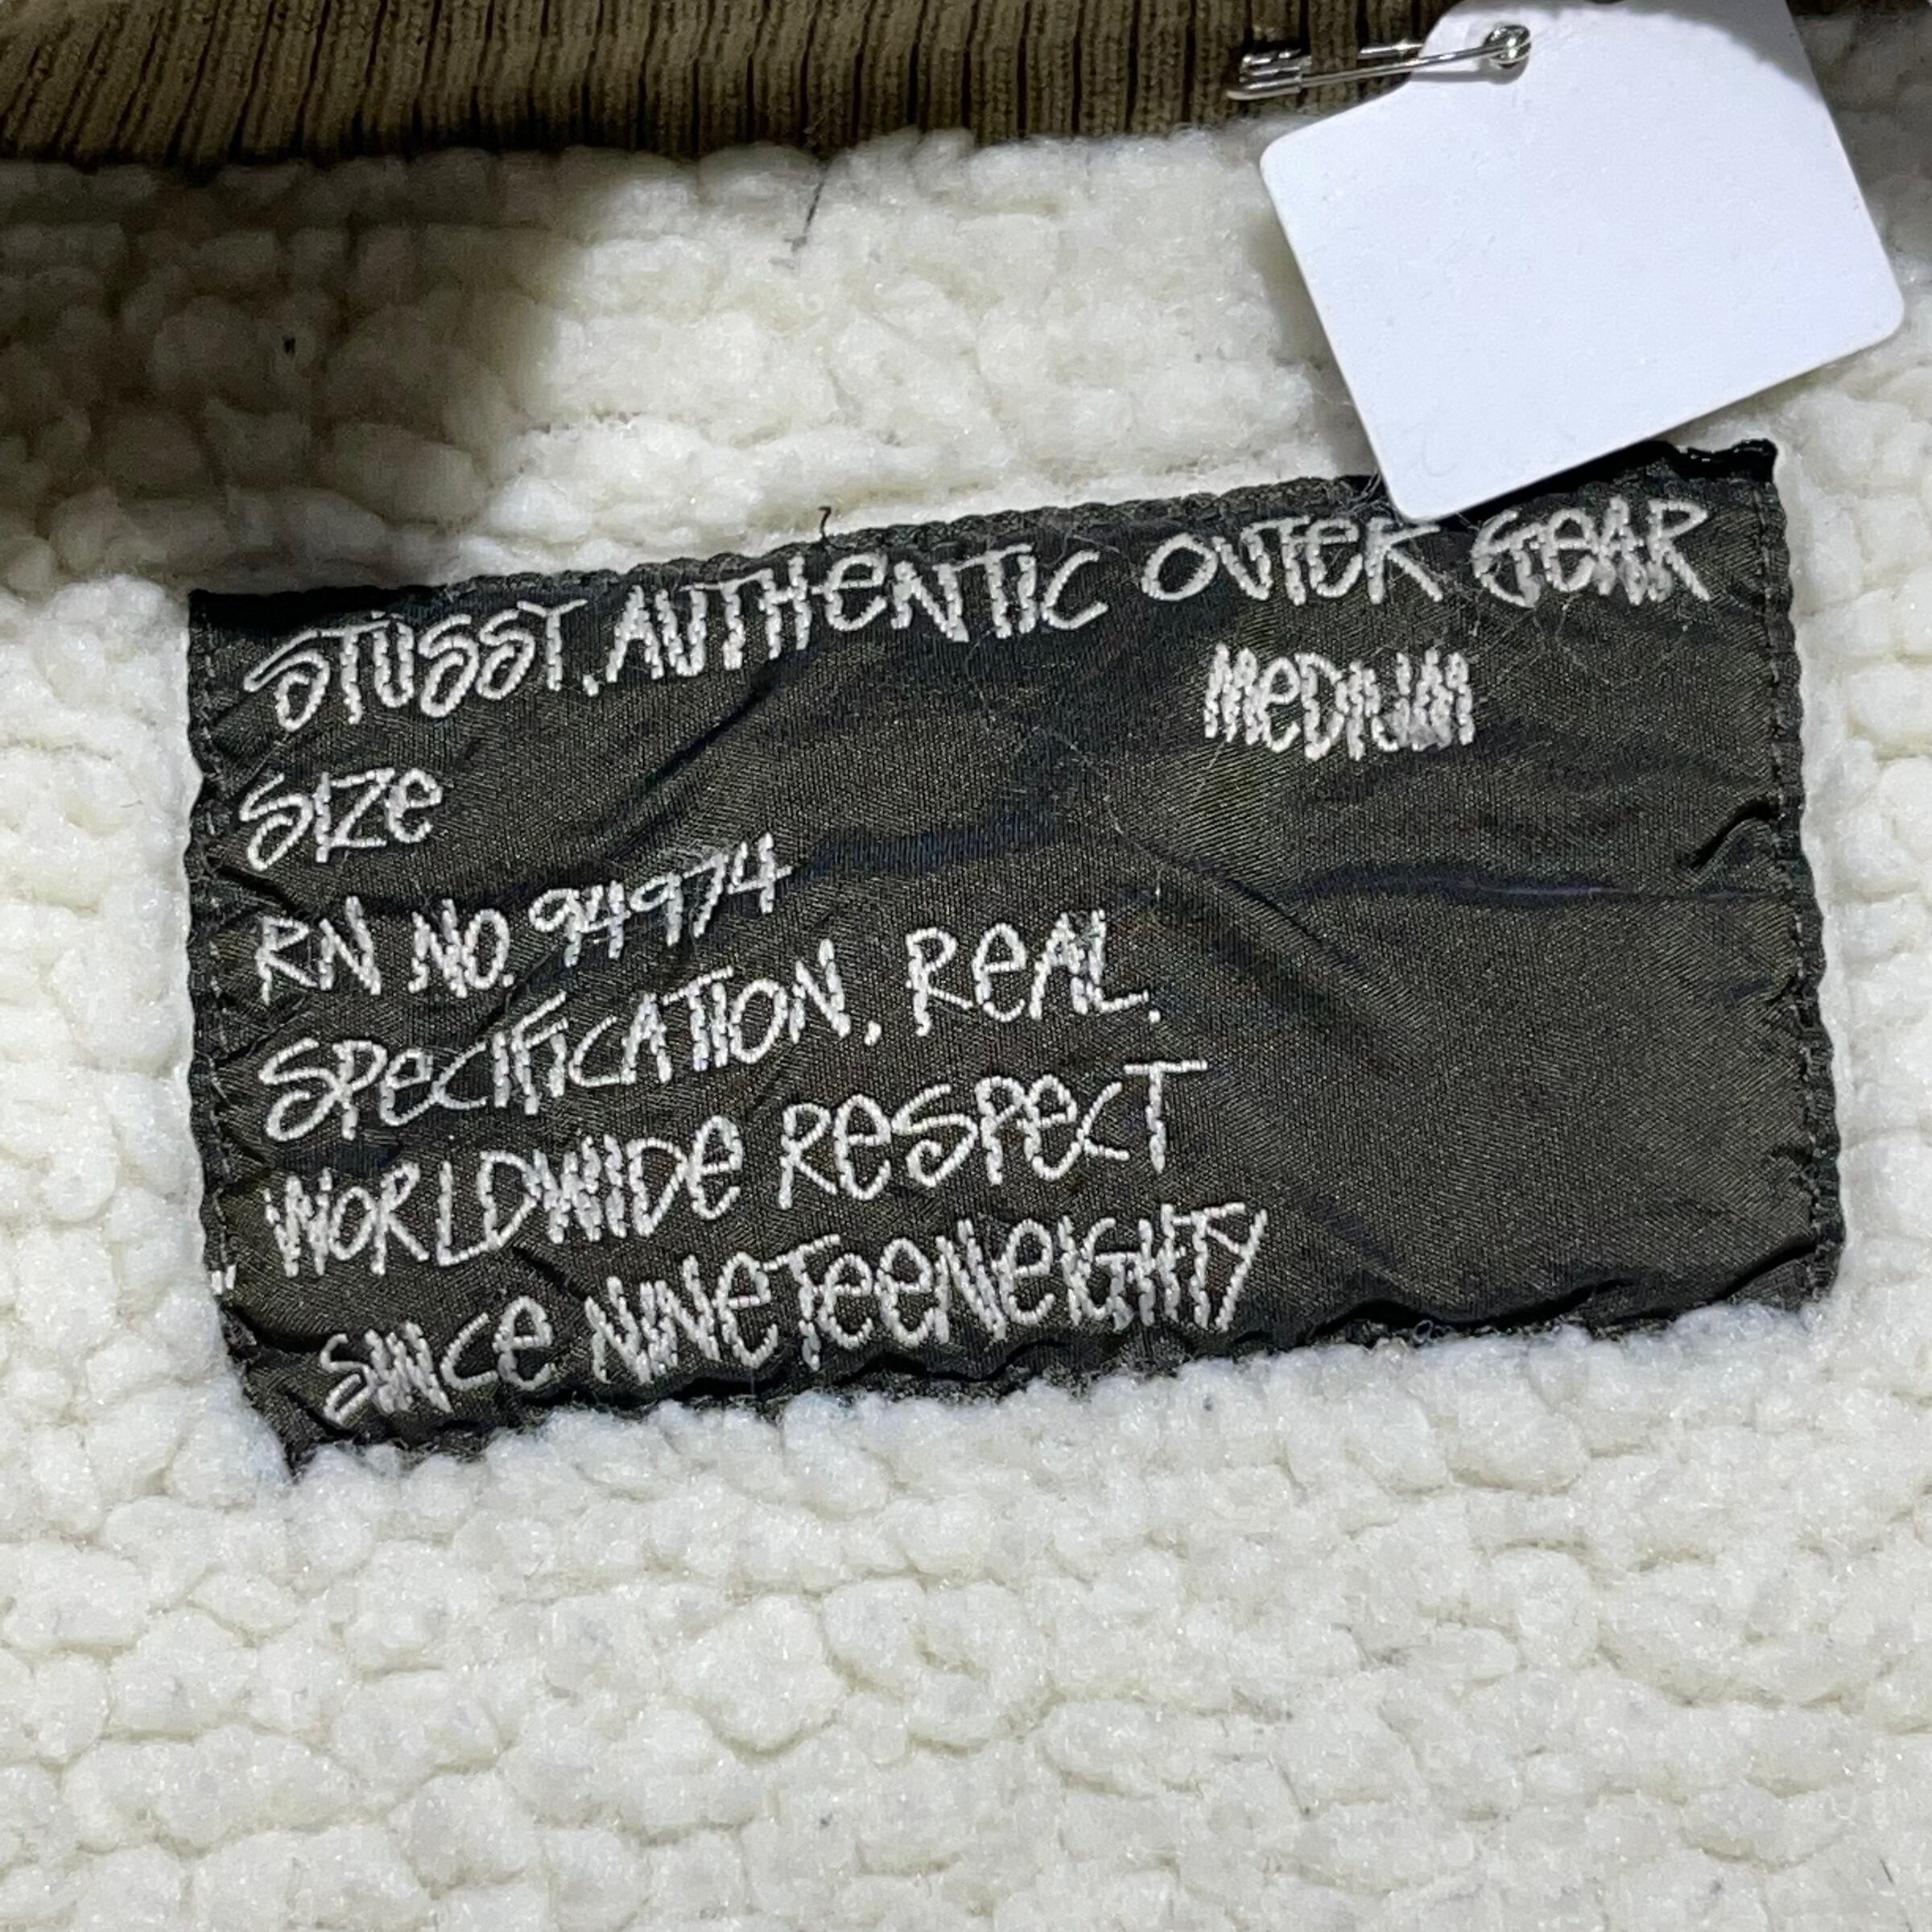 STUSSY. AUTHENTIC OUTER GEAR
MEDIUM
SIZE
RN NO. 94974
SPECIFICATION. REAL.
WORLDWIDE RESPECT
SINCE NINETEENEIGHTY